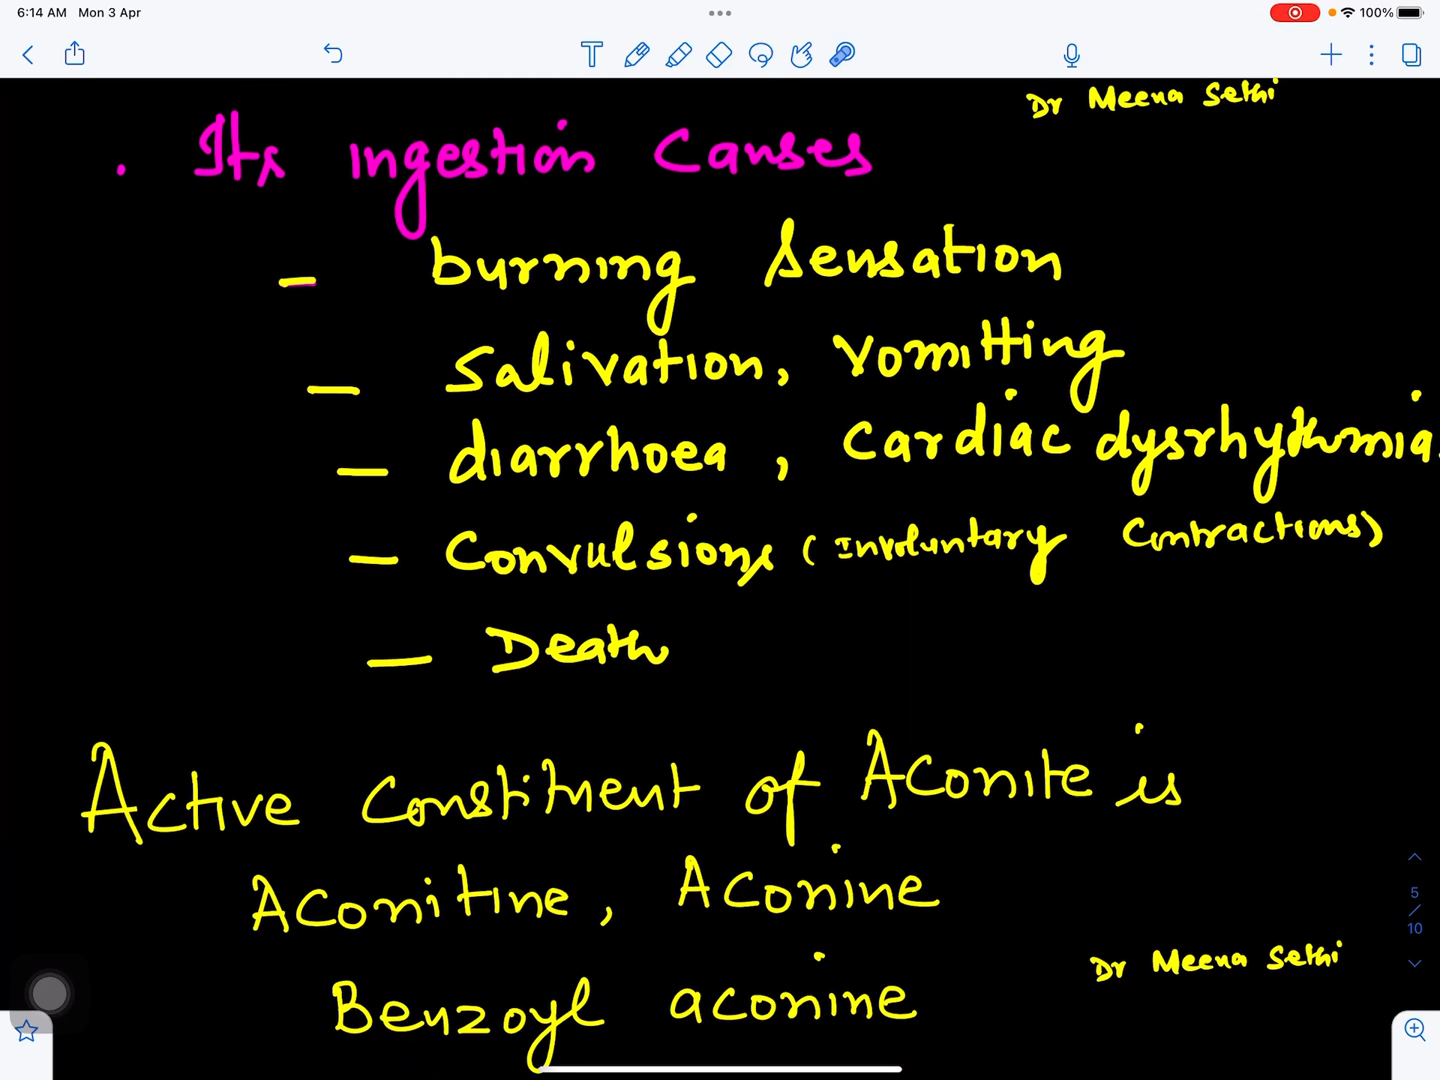 6:14 AM Mon 3 Apr
100%
Dr Meena Sethi
. Its ingestion causes
– burning sensation
– Salivation, vomitting
– diarrhoea, Cardiac dysrhythmia.
– Convulsions (Involuntary Contractions)
– Death
Active Constituent of Aconite is
Aconitine, Aconine
Benzoyl aconine
5
/
10
Dr Meena Sethi